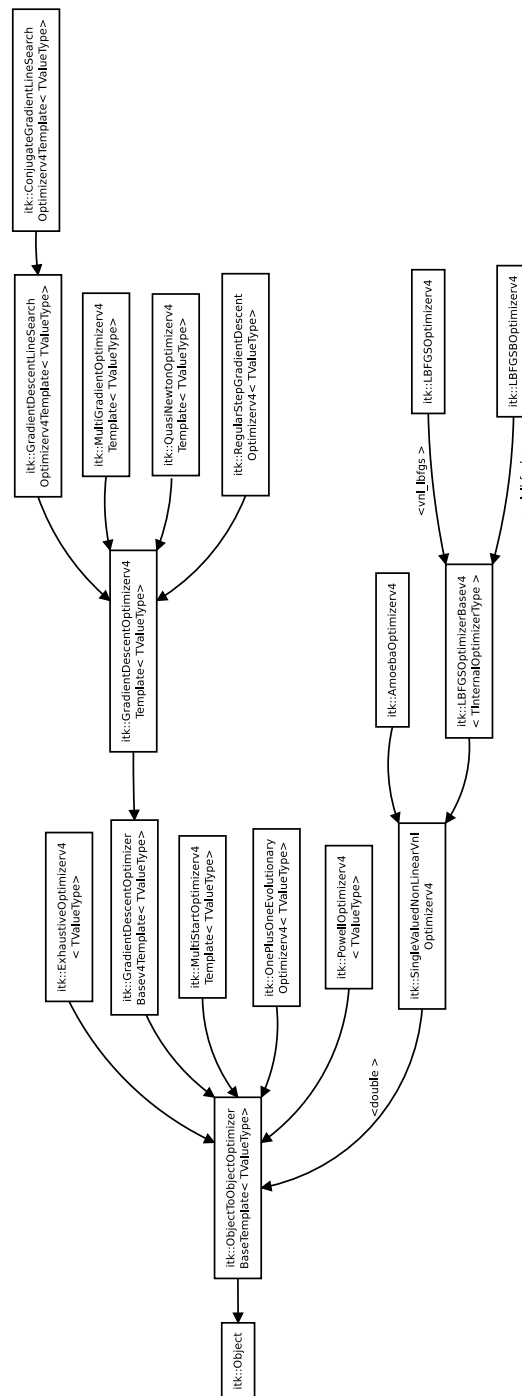 itk::ConjugateGradientLineSearch
Optimizerv4Template< TValueType>
itk::GradientDescentLineSearch
Optimizerv4Template< TValueType>
itk::MultiGradientOptimizerv4
Template< TValueType>
itk::QuasiNewtonOptimizerv4
Template< TValueType>
itk::RegularStepGradientDescent
Optimizerv4< TValueType>
itk::LBFGSOptimizerv4
itk::LBFGSBOptimizerv4
<vnl_lbfgs >
itk::GradientDescentOptimizerv4
Template< TValueType>
itk::AmoebaOptimizerv4
itk::LBFGSOptimizerBasev4
< TInternalOptimizerType >
itk::ExhaustiveOptimizerv4
< TValueType>
itk::GradientDescentOptimizer
Basev4Template< TValueType>
itk::MultiStartOptimizerv4
Template< TValueType>
itk::OnePlusOneEvolutionary
Optimizerv4< TValueType>
itk::PowellOptimizerv4
< TValueType>
itk::SingleValuedNonLinearVnl
Optimizerv4
<double >
itk::ObjectToObjectOptimizer
BaseTemplate< TValueType>
itk::Object